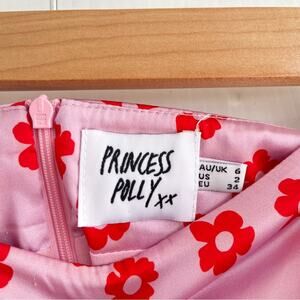 PRINCESS
POLLY xx
AU/UK 6
US 2
EU 34